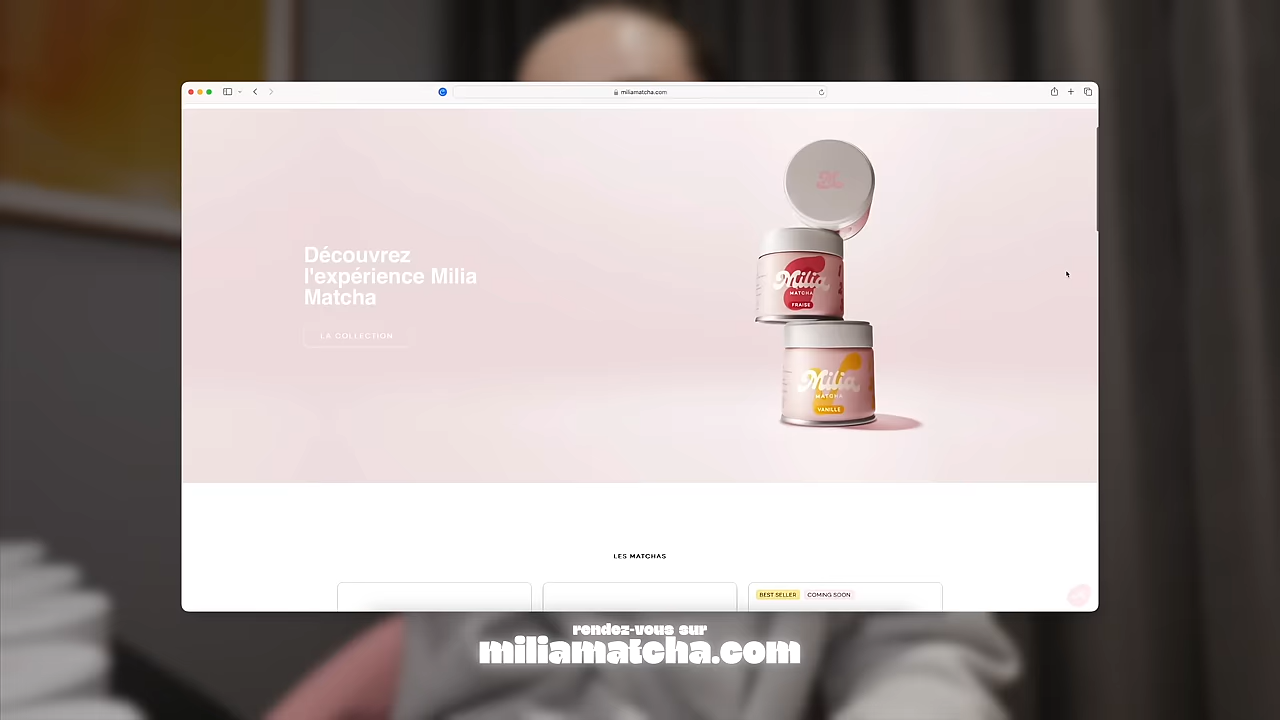 miliamatcha.com
Découvrez
l'expérience Milia
Matcha
LA COLLECTION
M
Milia
MATCHA
FRAISE
Milia
MATCHA
VANILLE
LES MATCHAS
BEST SELLER
COMING SOON
rendez-vous sur
miliamatcha.com